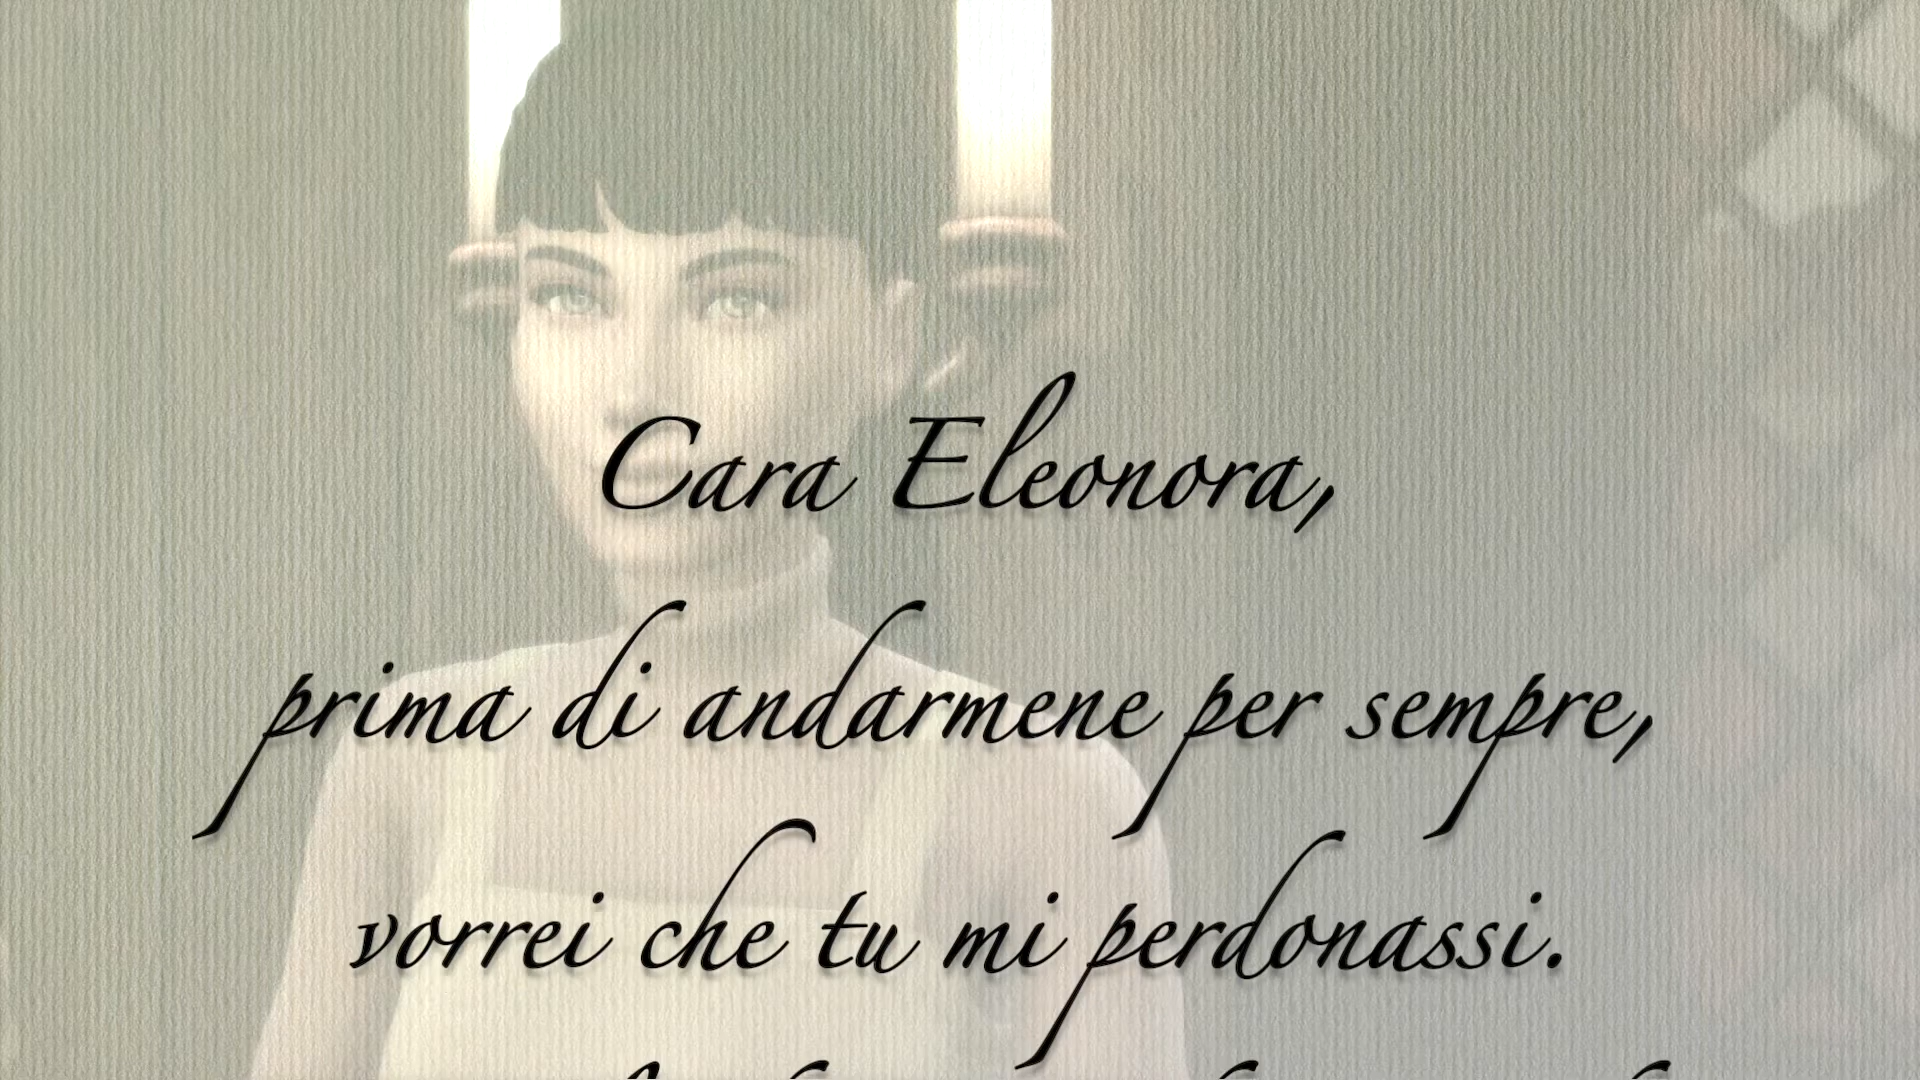 Cara Eleonora,
prima di andarmene per sempre,
vorrei che tu mi perdonassi.